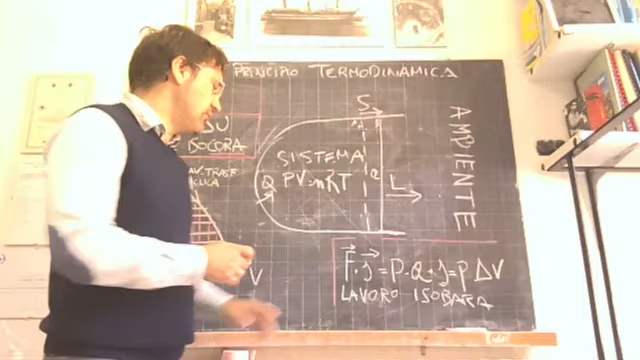 PRINCIPIO TERMODINAMICA
SU
ISOCORA
S
SISTEMA
PV=nRT
Q
a
L
AMBIENTE
V
F·s=P·a·s=pΔV
LAVORO ISOBARA